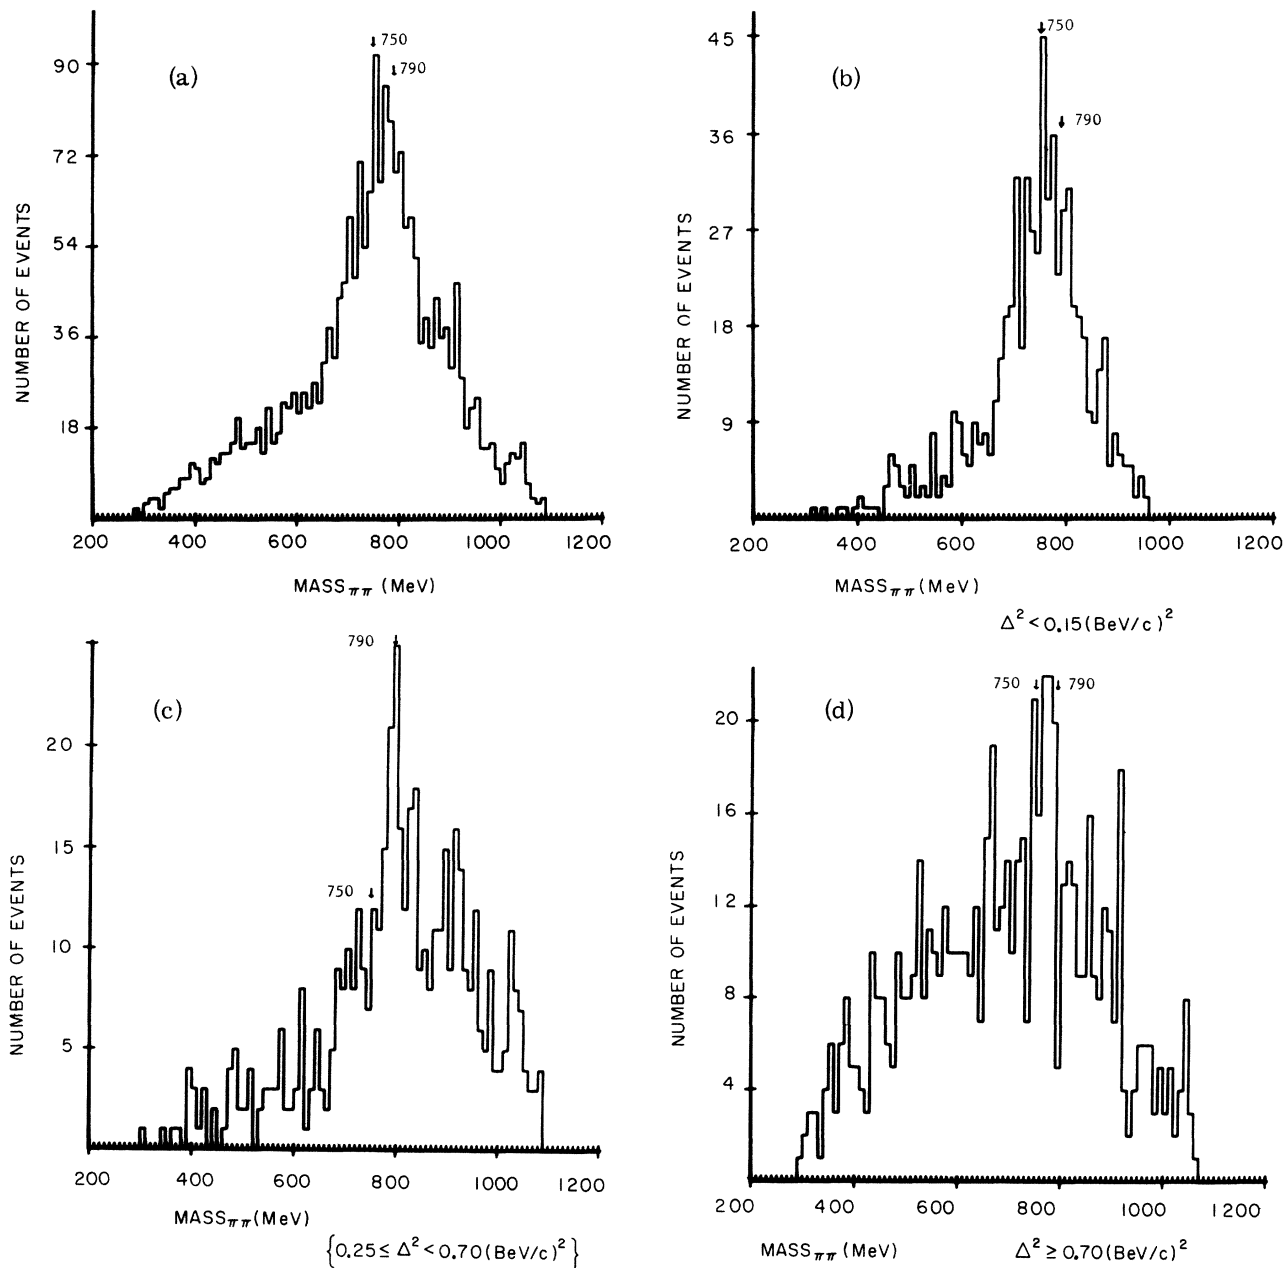 (a)
↓750
↓790
90
72
54
36
18
NUMBER OF EVENTS
200 400 600 800 1000 1200
MASSππ (MeV)
(b)
↓750
↓790
45
36
27
18
9
NUMBER OF EVENTS
200 400 600 800 1000 1200
MASSππ (MeV)
Δ² < 0.15 (BeV/c)²
(c)
790↓
750↓
20
15
10
5
NUMBER OF EVENTS
200 400 600 800 1000 1200
MASSππ (MeV)
{0.25 ≤ Δ² < 0.70 (BeV/c)²}
(d)
750↓ ↓790
20
16
12
8
4
NUMBER OF EVENTS
200 400 600 800 1000 1200
MASSππ (MeV) Δ² ≥ 0.70 (BeV/c)²